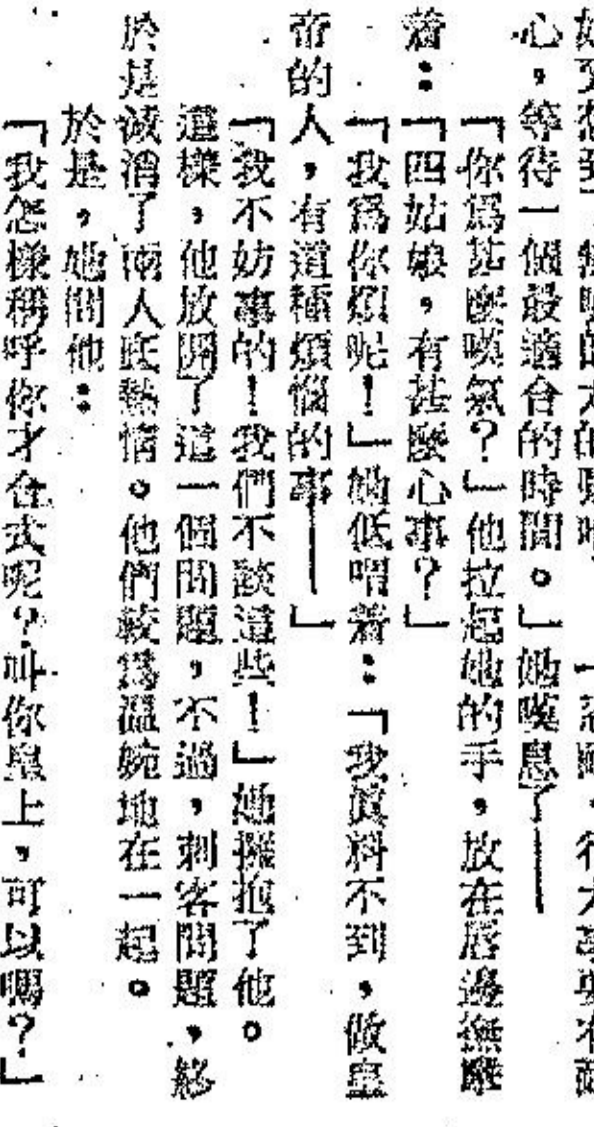 心，等待一個最適合的時間。」她嘆息了——
「你爲甚麼嘆氣？」他拉起她的手，放在唇邊撫摩
着：「四姑娘，有甚麼心事？」
「我爲你煩呢！」她低喟着：「我眞料不到，做皇
帝的人，有這種煩惱的事——」
「我不妨事的！我們不談這些！」她擁抱了他。
這樣，他放開了這一個問題，不過，刺客問題，終
於是減消了兩人底熱情。他們較爲溫婉地在一起。
於是，她問他：
「我怎樣稱呼你才合式呢？叫你皇上，可以嗎？」